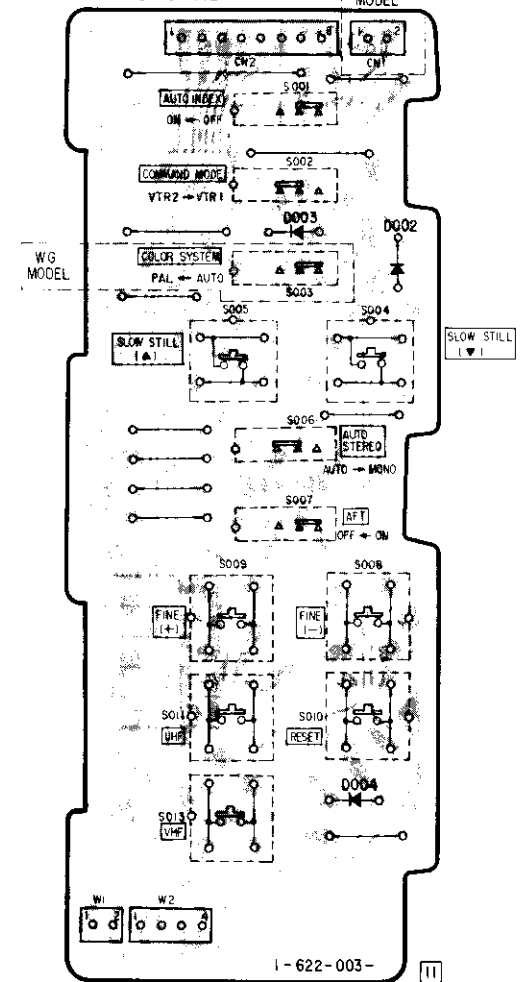 MODEL
1 8 1 2
CN2 CN1
S001
AUTO INDEX
ON ← OFF
S002
COMMAND MODE
VTR2 → VTR1
D003
D002
WG
MODEL
COLOR SYSTEM
PAL ← AUTO
S003
S005
S004
SLOW STILL
(▲)
SLOW STILL
(▼)
S006
AUTO
STEREO
AUTO → MONO
S007
AFT
OFF ← ON
S009
S008
FINE
(+)
FINE
(−)
S011
UHF
S010
RESET
D004
S013
VHF
W1
W2
1 2 1 4
1-622-003-
11